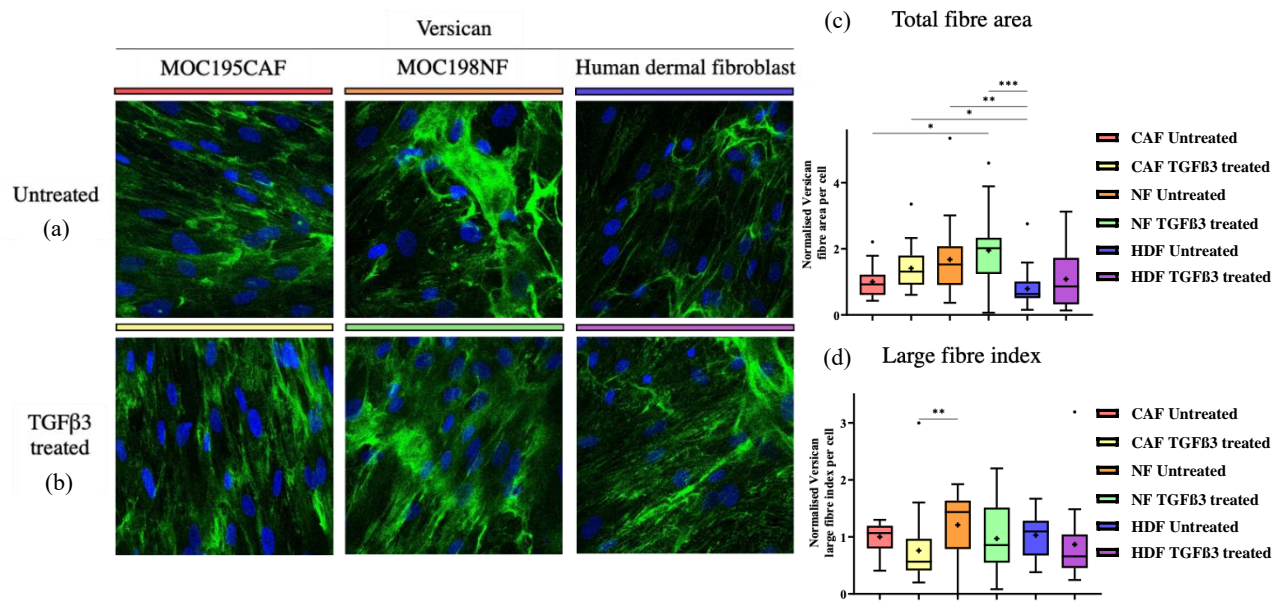 Versican
MOC195CAF
MOC198NF
Human dermal fibroblast
Untreated
(a)
TGFβ3
treated
(b)
(c)
Total fibre area
Normalised Versican
fibre area per cell
4
2
0
*
*
**
***
CAF Untreated
CAF TGFß3 treated
NF Untreated
NF TGFß3 treated
HDF Untreated
HDF TGFß3 treated
(d)
Large fibre index
Normalised Versican
large fibre index per cell
3
2
1
0
**
CAF Untreated
CAF TGFß3 treated
NF Untreated
NF TGFß3 treated
HDF Untreated
HDF TGFß3 treated